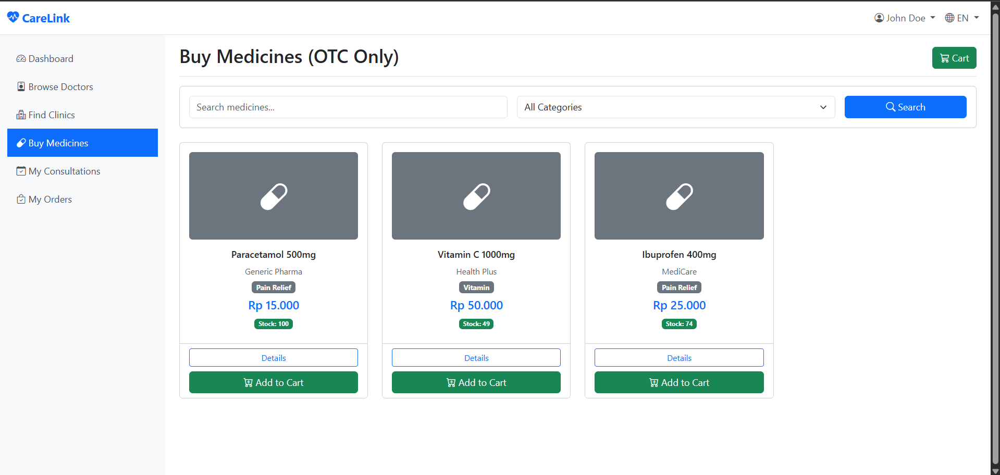 CareLink
John Doe
EN
Dashboard
Browse Doctors
Find Clinics
Buy Medicines
My Consultations
My Orders
Buy Medicines (OTC Only)
Cart
Search medicines...
All Categories
Search
Paracetamol 500mg
Generic Pharma
Pain Relief
Rp 15.000
Stock: 100
Details
Add to Cart
Vitamin C 1000mg
Health Plus
Vitamin
Rp 50.000
Stock: 49
Details
Add to Cart
Ibuprofen 400mg
MediCare
Pain Relief
Rp 25.000
Stock: 74
Details
Add to Cart